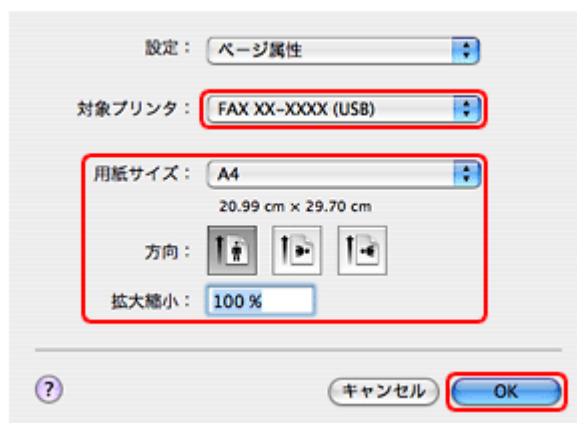 設定： ページ属性
対象プリンタ： FAX XX-XXXX (USB)
用紙サイズ： A4
20.99 cm × 29.70 cm
方向：
拡大縮小： 100 %
? キャンセル OK